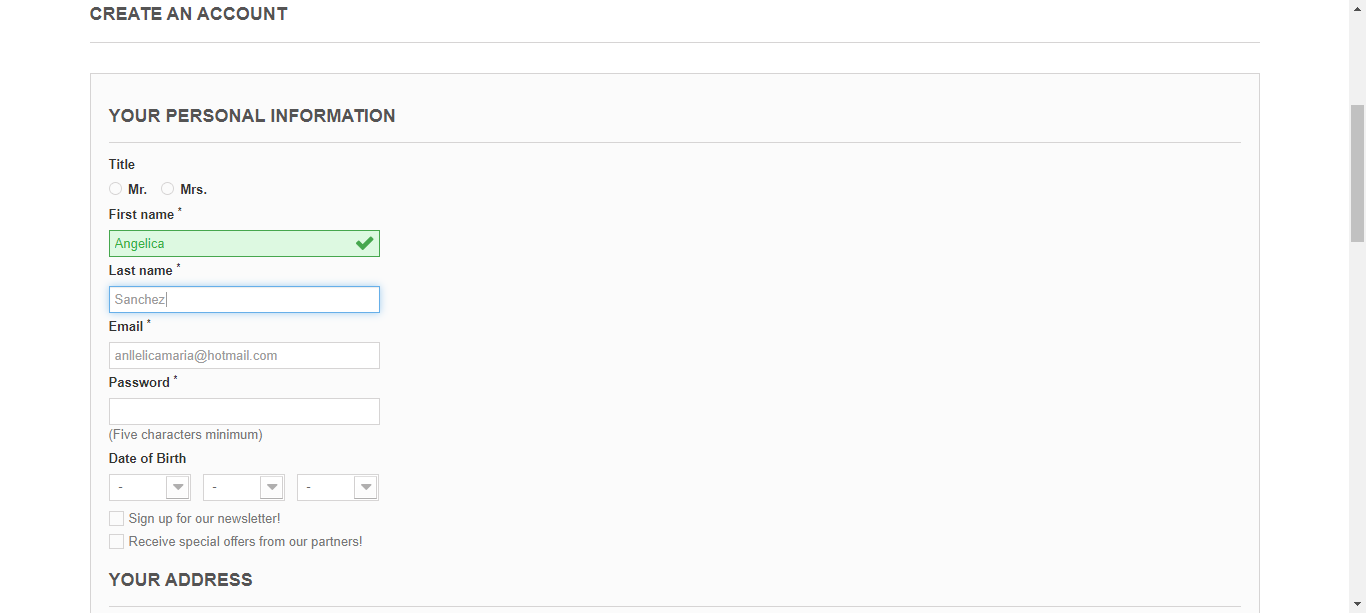 CREATE AN ACCOUNT
YOUR PERSONAL INFORMATION
Title
Mr. Mrs.
First name *
Angelica
Last name *
Sanchez
Email *
anllelicamaria@hotmail.com
Password *
(Five characters minimum)
Date of Birth
- - -
Sign up for our newsletter!
Receive special offers from our partners!
YOUR ADDRESS